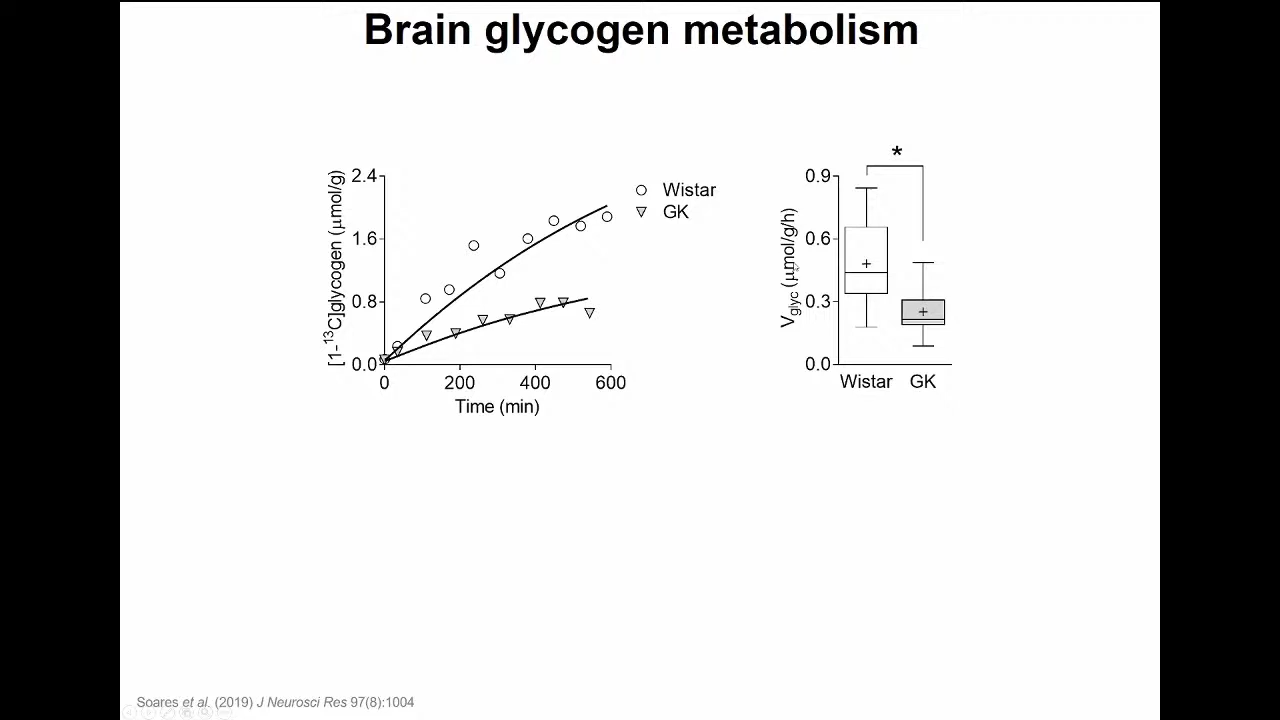 Brain glycogen metabolism
[1-¹³C]glycogen (μmol/g)
2.4
1.6
0.8
0.0
0
200
400
600
Time (min)
Wistar
GK
*
V_glyc (μmol/g/h)
0.9
0.6
0.3
0.0
Wistar
GK
Soares et al. (2019) J Neurosci Res 97(8):1004